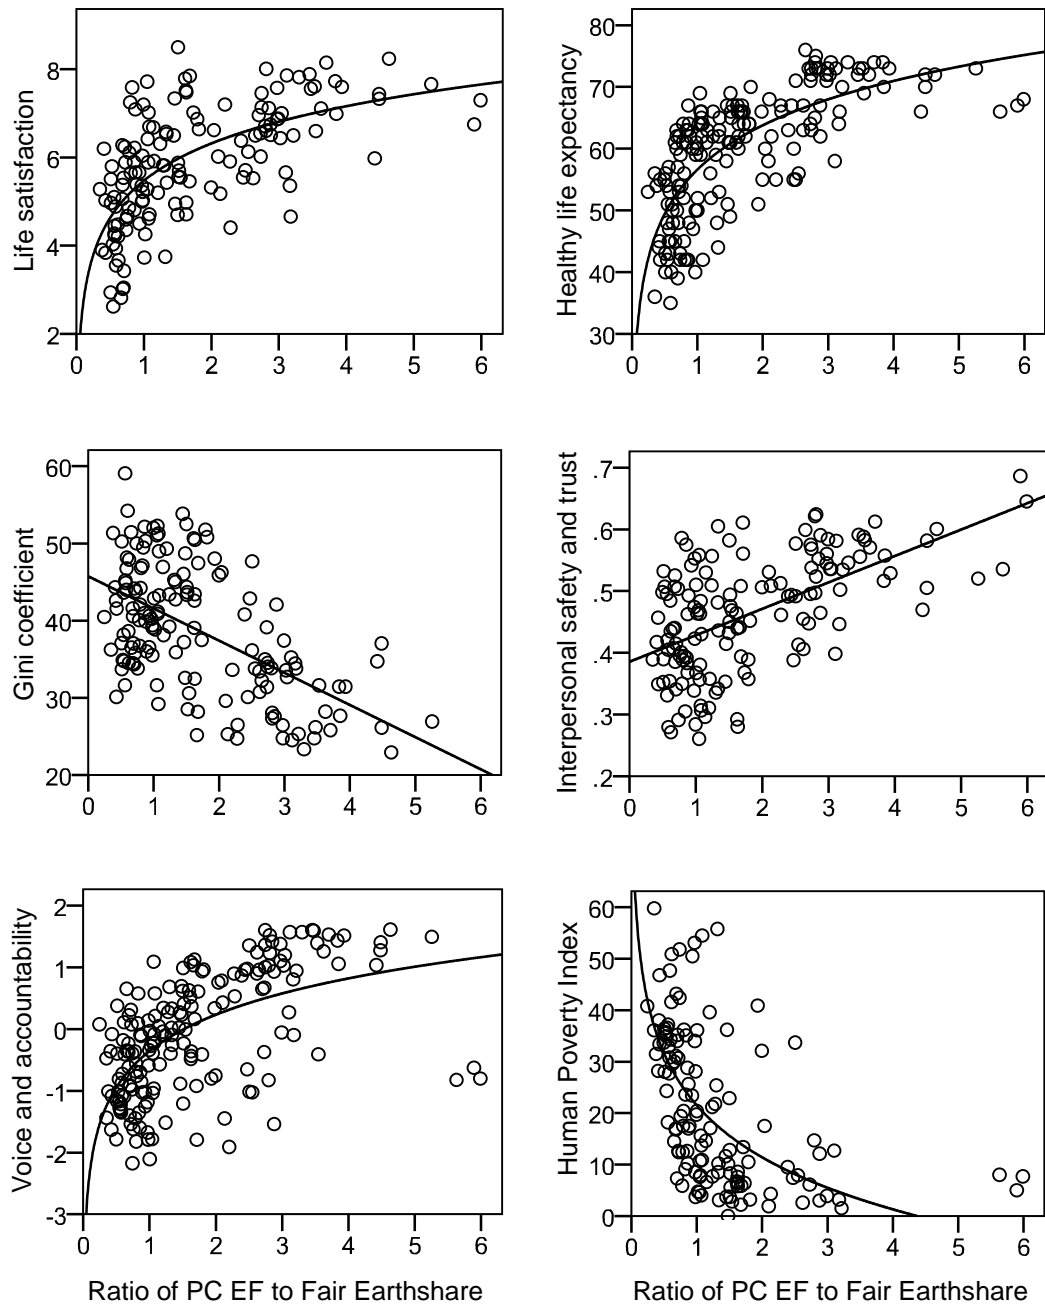 Life satisfaction
8
6
4
2
0 1 2 3 4 5 6
Healthy life expectancy
80
70
60
50
40
30
0 1 2 3 4 5 6
Gini coefficient
60
50
40
30
20
0 1 2 3 4 5 6
Interpersonal safety and trust
.7
.6
.5
.4
.3
.2
0 1 2 3 4 5 6
Voice and accountability
2
1
0
-1
-2
-3
0 1 2 3 4 5 6
Ratio of PC EF to Fair Earthshare
Human Poverty Index
60
50
40
30
20
10
0
0 1 2 3 4 5 6
Ratio of PC EF to Fair Earthshare